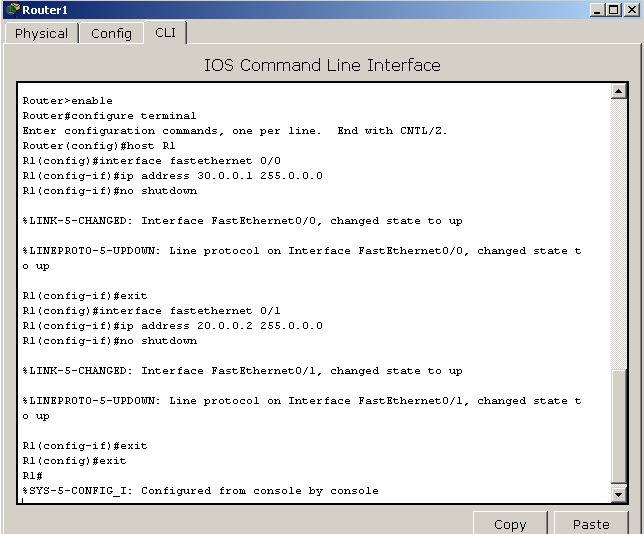 Router1
Physical Config CLI
IOS Command Line Interface
Router>enable
Router#configure terminal
Enter configuration commands, one per line.  End with CNTL/Z.
Router(config)#host R1
R1(config)#interface fastethernet 0/0
R1(config-if)#ip address 30.0.0.1 255.0.0.0
R1(config-if)#no shutdown
%LINK-5-CHANGED: Interface FastEthernet0/0, changed state to up
%LINEPROTO-5-UPDOWN: Line protocol on Interface FastEthernet0/0, changed state t
o up
R1(config-if)#exit
R1(config)#interface fastethernet 0/1
R1(config-if)#ip address 20.0.0.2 255.0.0.0
R1(config-if)#no shutdown
%LINK-5-CHANGED: Interface FastEthernet0/1, changed state to up
%LINEPROTO-5-UPDOWN: Line protocol on Interface FastEthernet0/1, changed state t
o up
R1(config-if)#exit
R1(config)#exit
R1#
%SYS-5-CONFIG_I: Configured from console by console
Copy Paste